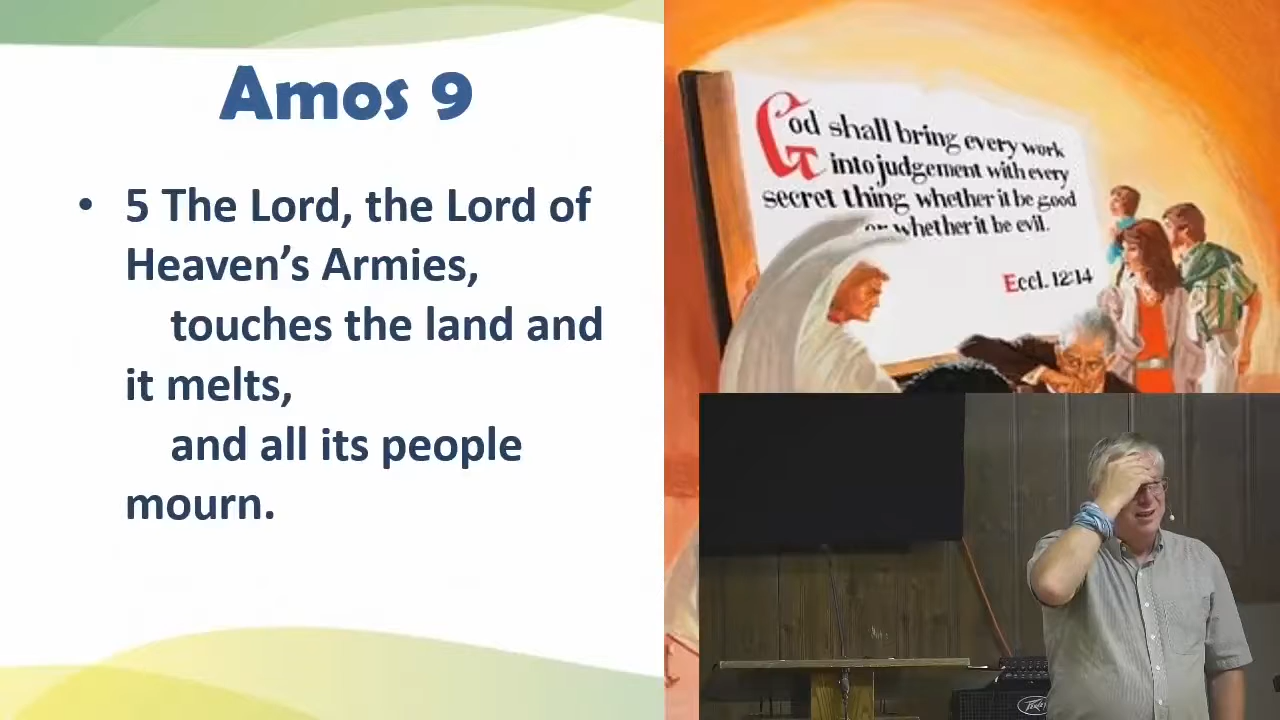 Amos 9
• 5 The Lord, the Lord of
Heaven’s Armies,
touches the land and
it melts,
and all its people
mourn.
God shall bring every work
into judgement with every
secret thing whether it be good
or whether it be evil.
Eccl. 12:14
Peavey